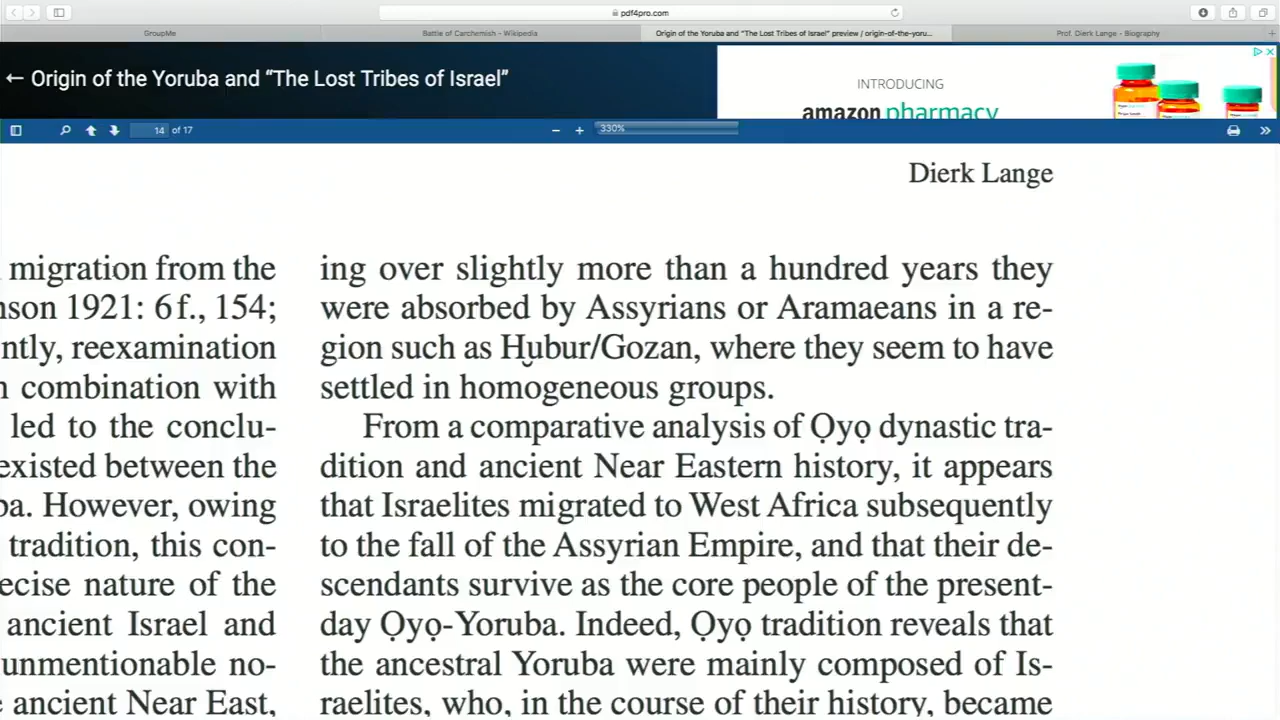 pdf4pro.com
GroupMe
Battle of Carchemish - Wikipedia
Origin of the Yoruba and "The Lost Tribes of Israel" preview / origin-of-the-yoru...
Prof. Dierk Lange - Biography
← Origin of the Yoruba and “The Lost Tribes of Israel”
INTRODUCING
amazon pharmacy
14 of 17
330%
Dierk Lange
migration from the
nson 1921: 6 f., 154;
ntly, reexamination
n combination with
led to the conclu-
existed between the
ba. However, owing
tradition, this con-
ecise nature of the
ancient Israel and
unmentionable no-
e ancient Near East,
ing over slightly more than a hundred years they
were absorbed by Assyrians or Aramaeans in a re-
gion such as Ḫubur/Gozan, where they seem to have
settled in homogeneous groups.
From a comparative analysis of Ọyọ dynastic tra-
dition and ancient Near Eastern history, it appears
that Israelites migrated to West Africa subsequently
to the fall of the Assyrian Empire, and that their de-
scendants survive as the core people of the present-
day Ọyọ-Yoruba. Indeed, Ọyọ tradition reveals that
the ancestral Yoruba were mainly composed of Is-
raelites, who, in the course of their history, became